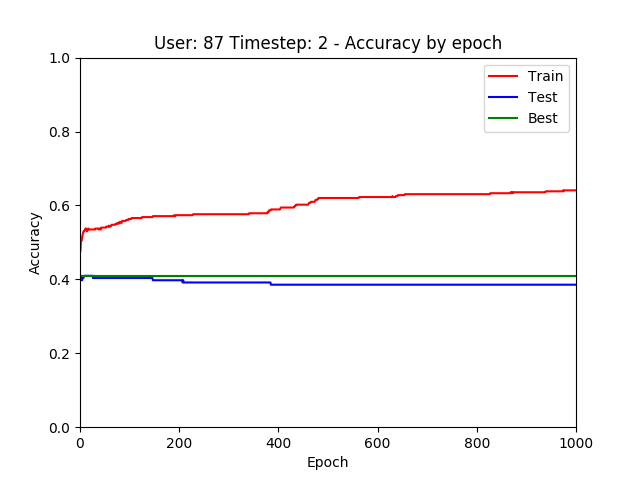 User: 87 Timestep: 2 - Accuracy by epoch
1.0
0.8
0.6
0.4
0.2
0.0
Accuracy
Train
Test
Best
0 200 400 600 800 1000
Epoch